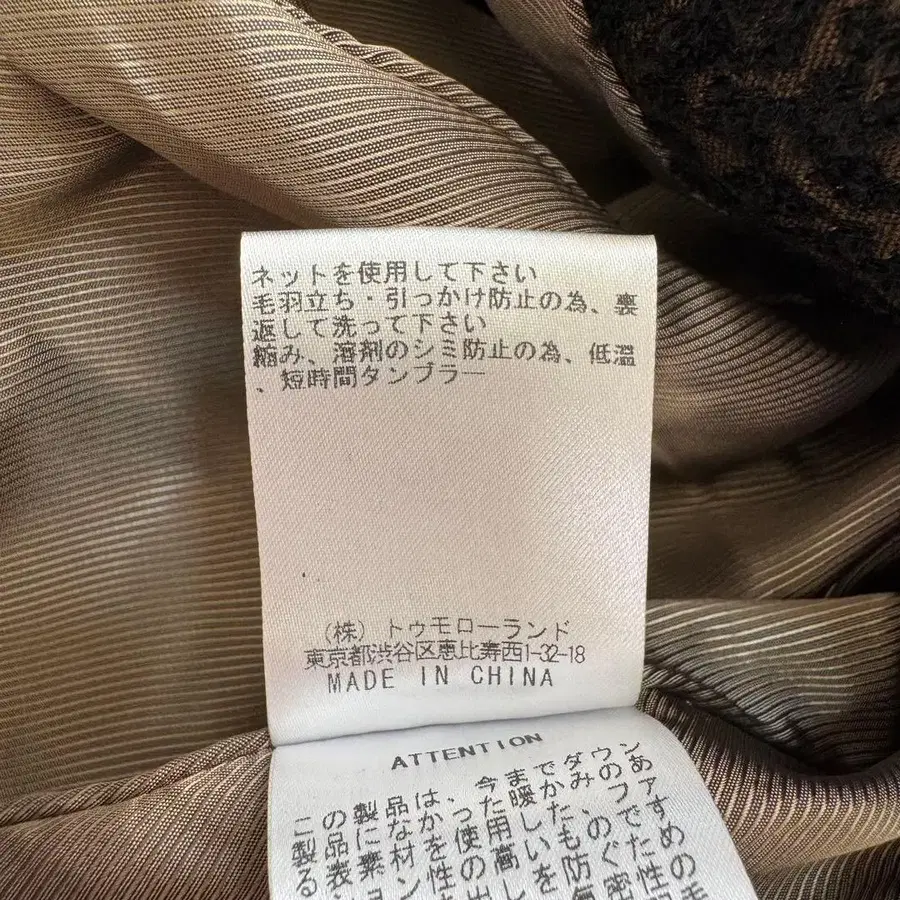 ネットを使用して下さい
毛羽立ち・引っかけ防止の為、裏
返して洗って下さい
縮み、溶剤のシミ防止の為、低温
、短時間タンブラー
(株) トゥモローランド
東京都渋谷区恵比寿西1-32-18
MADE IN CHINA
ATTENTION
この製品は、今までダウン
製品になかった暖かみのあ
る表素材を使用した、ファ